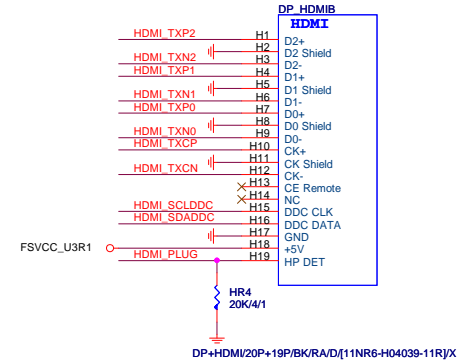 DP_HDMIB
HDMI
HDMI_TXP2 H1 D2+
H2 D2 Shield
HDMI_TXN2 H3 D2-
HDMI_TXP1 H4 D1+
H5 D1 Shield
HDMI_TXN1 H6 D1-
HDMI_TXP0 H7 D0+
H8 D0 Shield
HDMI_TXN0 H9 D0-
HDMI_TXCP H10 CK+
H11 CK Shield
HDMI_TXCN H12 CK-
H13 CE Remote
H14 NC
HDMI_SCLDDC H15 DDC CLK
HDMI_SDADDC H16 DDC DATA
H17 GND
FSVCC_U3R1 H18 +5V
HDMI_PLUG H19 HP DET
HR4
20K/4/1
DP+HDMI/20P+19P/BK/RA/D/[11NR6-H04039-11R]/X